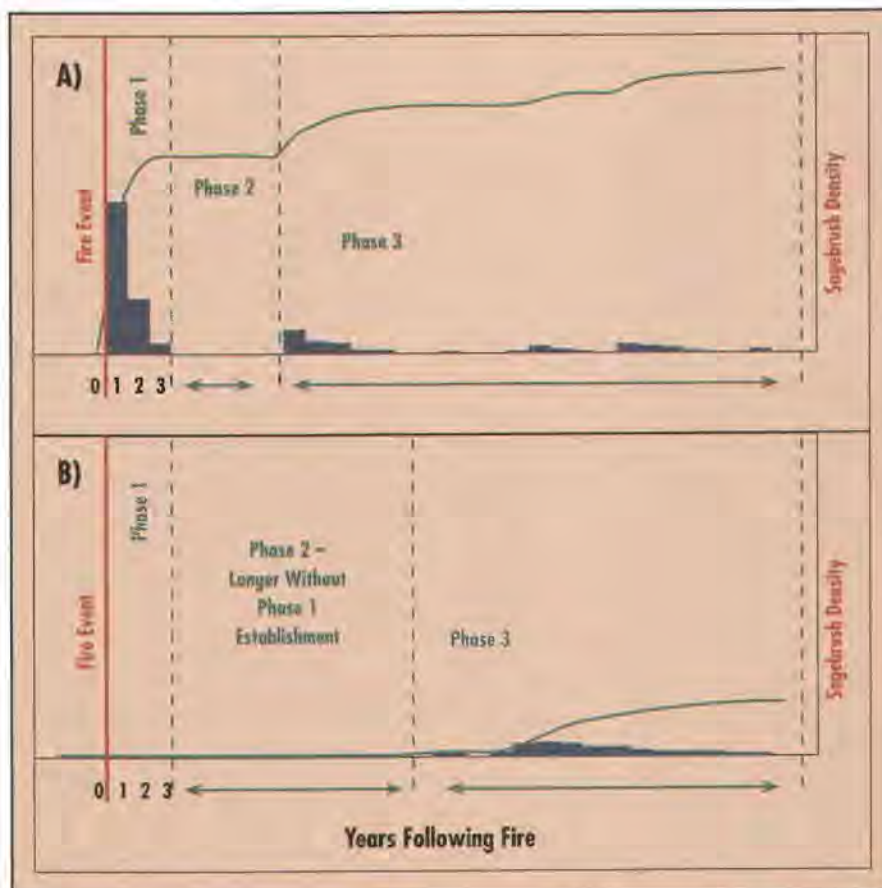 A)
Phase 1
Fire Event
Phase 2
Phase 3
Sagebrush Density
0 1 2 3
B)
Phase 1
Fire Event
Phase 2 –
Longer Without
Phase 1
Establishment
Phase 3
Sagebrush Density
0 1 2 3
Years Following Fire